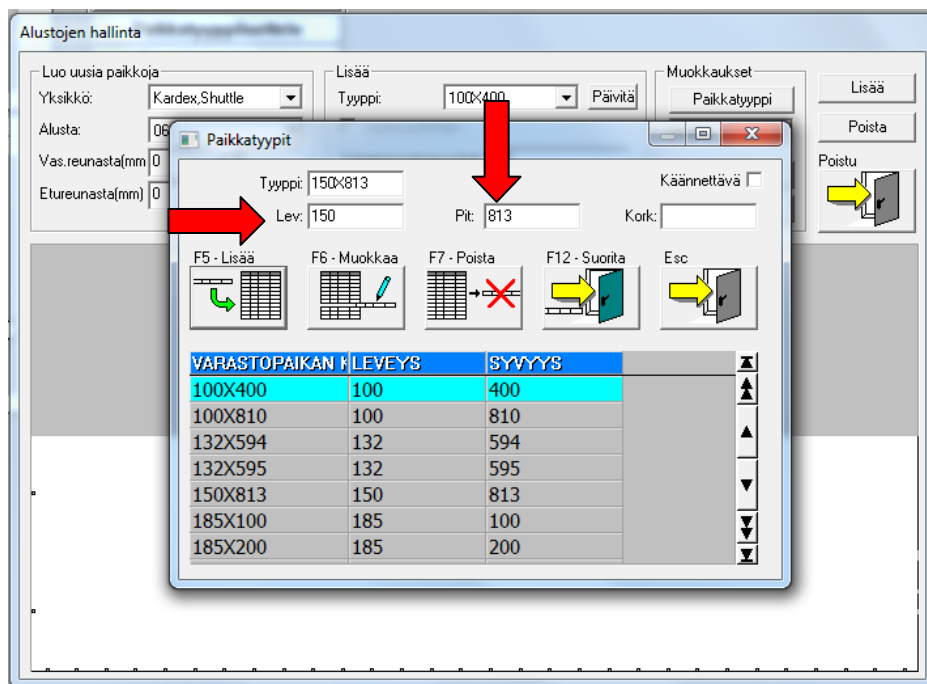 Alustojen hallinta
Luo uusia paikkoja
Yksikkö: Kardex,Shuttle
Alusta: 06
Vas.reunasta(mm 0
Etureunasta(mm) 0
Lisää
Tyyppi: 100X400 Päivitä
Muokkaukset
Paikkatyyppi
Lisää
Poista
Poistu
Paikkatyypit
Tyyppi: 150X813 Käännettävä
Lev: 150 Pit: 813 Kork:
F5 - Lisää F6 - Muokkaa F7 - Poista F12 - Suorita Esc
VARASTOPAIKAN LEVEYS SYVYYS
100X400 100 400
100X810 100 810
132X594 132 594
132X595 132 595
150X813 150 813
185X100 185 100
185X200 185 200